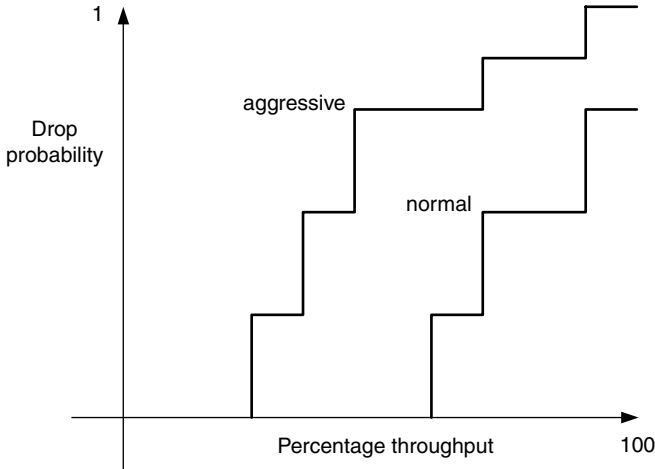 1
aggressive
Drop
probability
normal
Percentage throughput
100